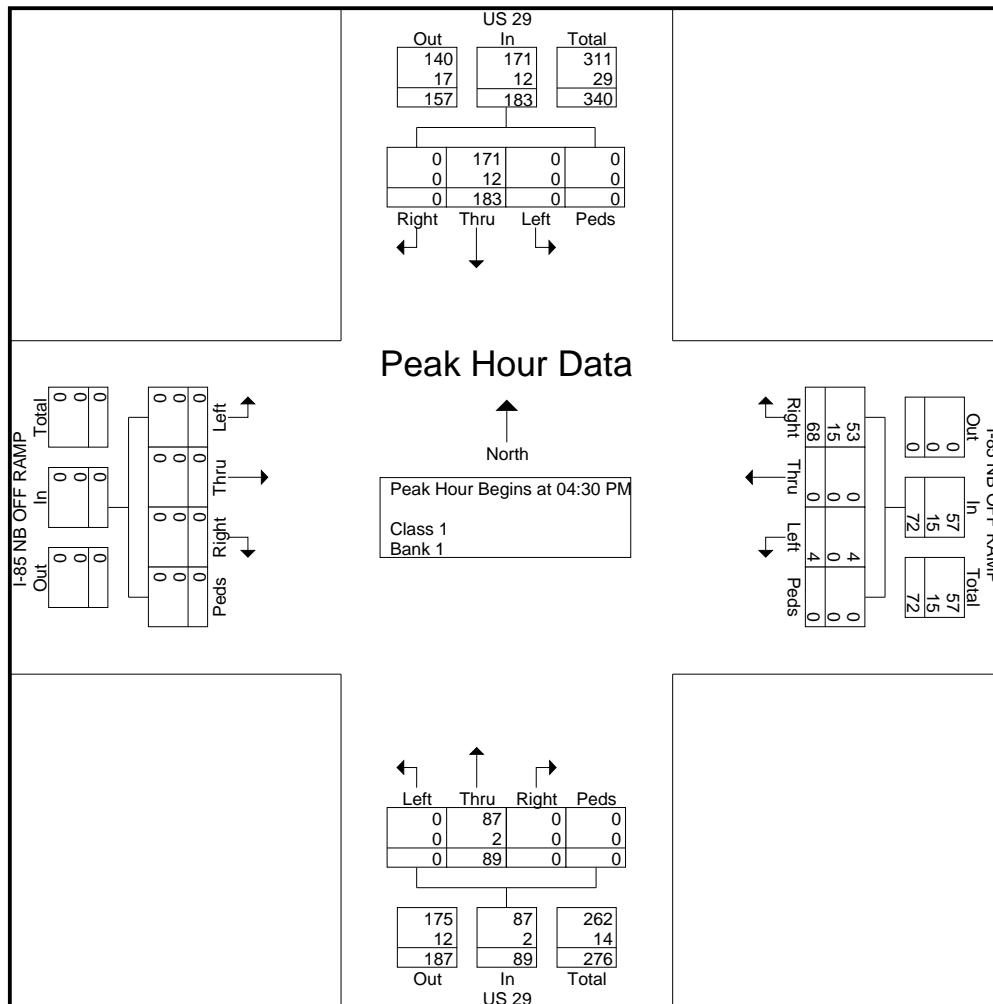 US 29
Out In Total
140 171 311
17 12 29
157 183 340
0 171 0 0
0 12 0 0
0 183 0 0
Right Thru Left Peds
Peak Hour Data
North
Peak Hour Begins at 04:30 PM
Class 1
Bank 1
I-85 NB OFF RAMP
Out In Total
0 0 0
0 0 0
0 0 0
0 0 0 0
0 0 0 0
0 0 0 0
Left Thru Right Peds
I-85 NB OFF RAMP
Out In Total
0 57 57
0 15 15
0 72 72
53 0 4 0
15 0 0 0
68 0 4 0
Right Thru Left Peds
Left Thru Right Peds
0 87 0 0
0 2 0 0
0 89 0 0
175 87 262
12 2 14
187 89 276
Out In Total
US 29